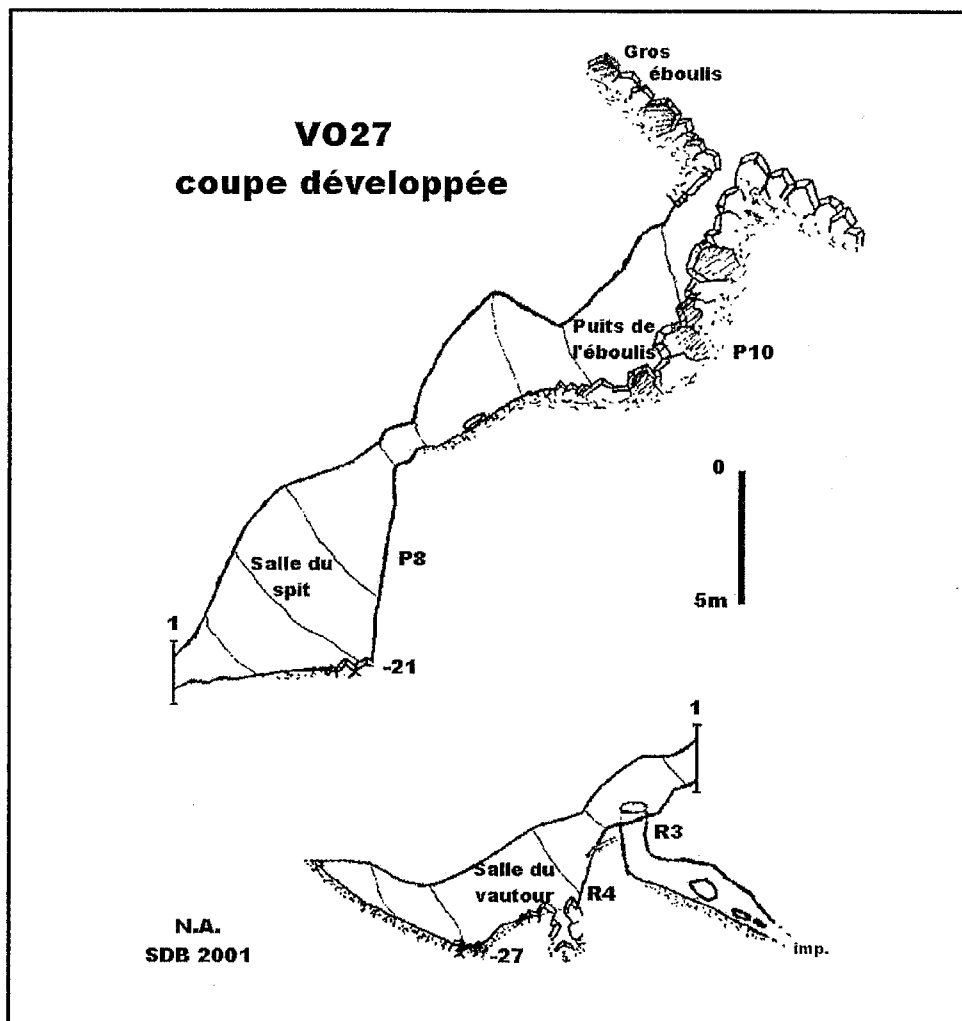 Gros
éboulis
VO27
coupe développée
Puits de
l'éboulis
P10
0
5m
P8
Salle du
spit
1
-21
1
R3
Salle du
vautour
R4
-27
imp.
N.A.
SDB 2001